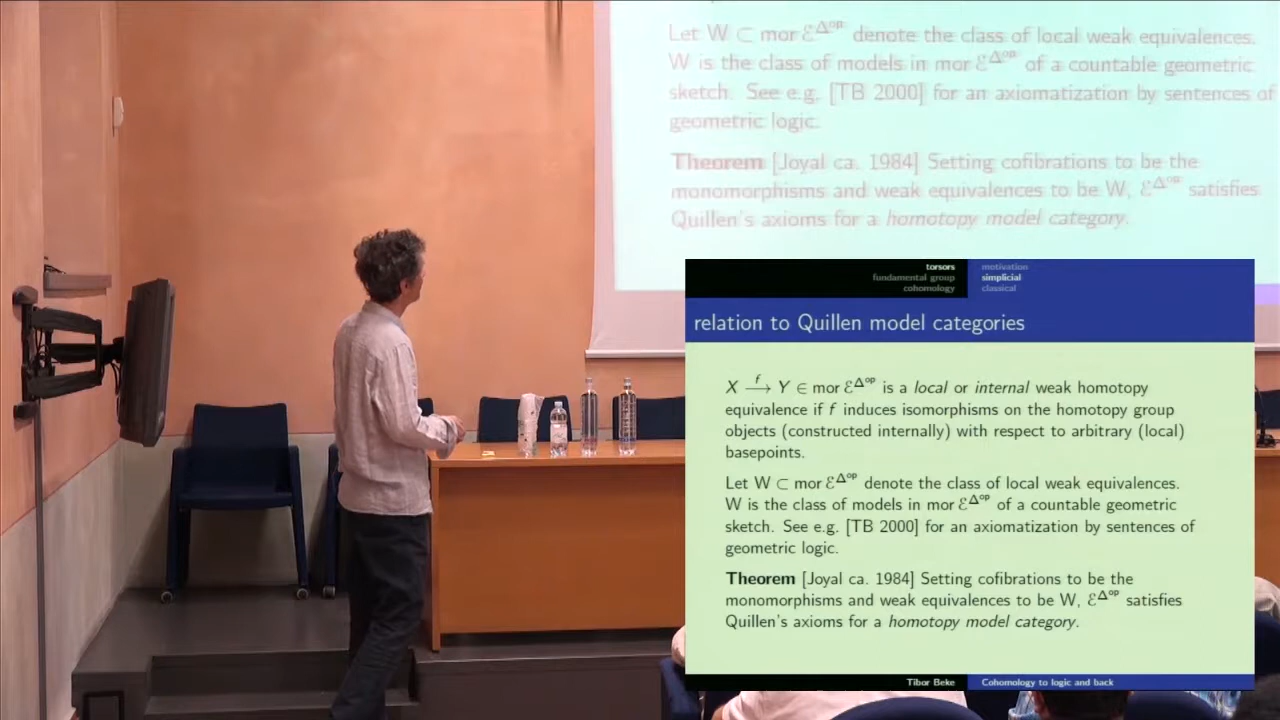 Let W ⊂ mor ℰ^Δ^op denote the class of local weak equivalences.
W is the class of models in mor ℰ^Δ^op of a countable geometric
sketch. See e.g. [TB 2000] for an axiomatization by sentences of
geometric logic.
Theorem [Joyal ca. 1984] Setting cofibrations to be the
monomorphisms and weak equivalences to be W, ℰ^Δ^op satisfies
Quillen's axioms for a homotopy model category.
torsors motivation
fundamental group simplicial
cohomology classical
relation to Quillen model categories
X —f→ Y ∈ mor ℰ^Δ^op is a local or internal weak homotopy
equivalence if f induces isomorphisms on the homotopy group
objects (constructed internally) with respect to arbitrary (local)
basepoints.
Let W ⊂ mor ℰ^Δ^op denote the class of local weak equivalences.
W is the class of models in mor ℰ^Δ^op of a countable geometric
sketch. See e.g. [TB 2000] for an axiomatization by sentences of
geometric logic.
Theorem [Joyal ca. 1984] Setting cofibrations to be the
monomorphisms and weak equivalences to be W, ℰ^Δ^op satisfies
Quillen's axioms for a homotopy model category.
Tibor Beke Cohomology to logic and back